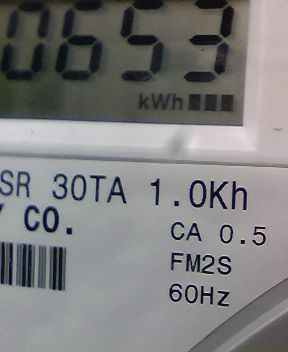 0653
kWh
SR 30TA 1.0Kh
Y CO.
CA 0.5
FM2S
60Hz